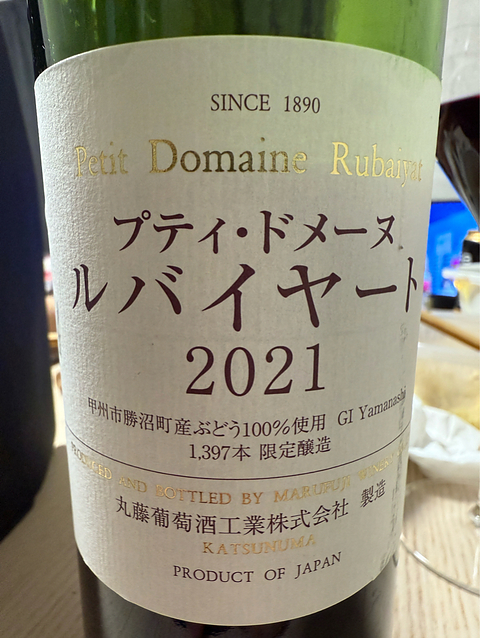 SINCE 1890
Petit Domaine Rubaiyat
プティ・ドメーヌ
ルバイヤート
2021
甲州市勝沼町産ぶどう100%使用 GI Yamanashi
1,397本 限定醸造
PRODUCED AND BOTTLED BY MARUFUJI WINERY
丸藤葡萄酒工業株式会社 製造
KATSUNUMA
PRODUCT OF JAPAN